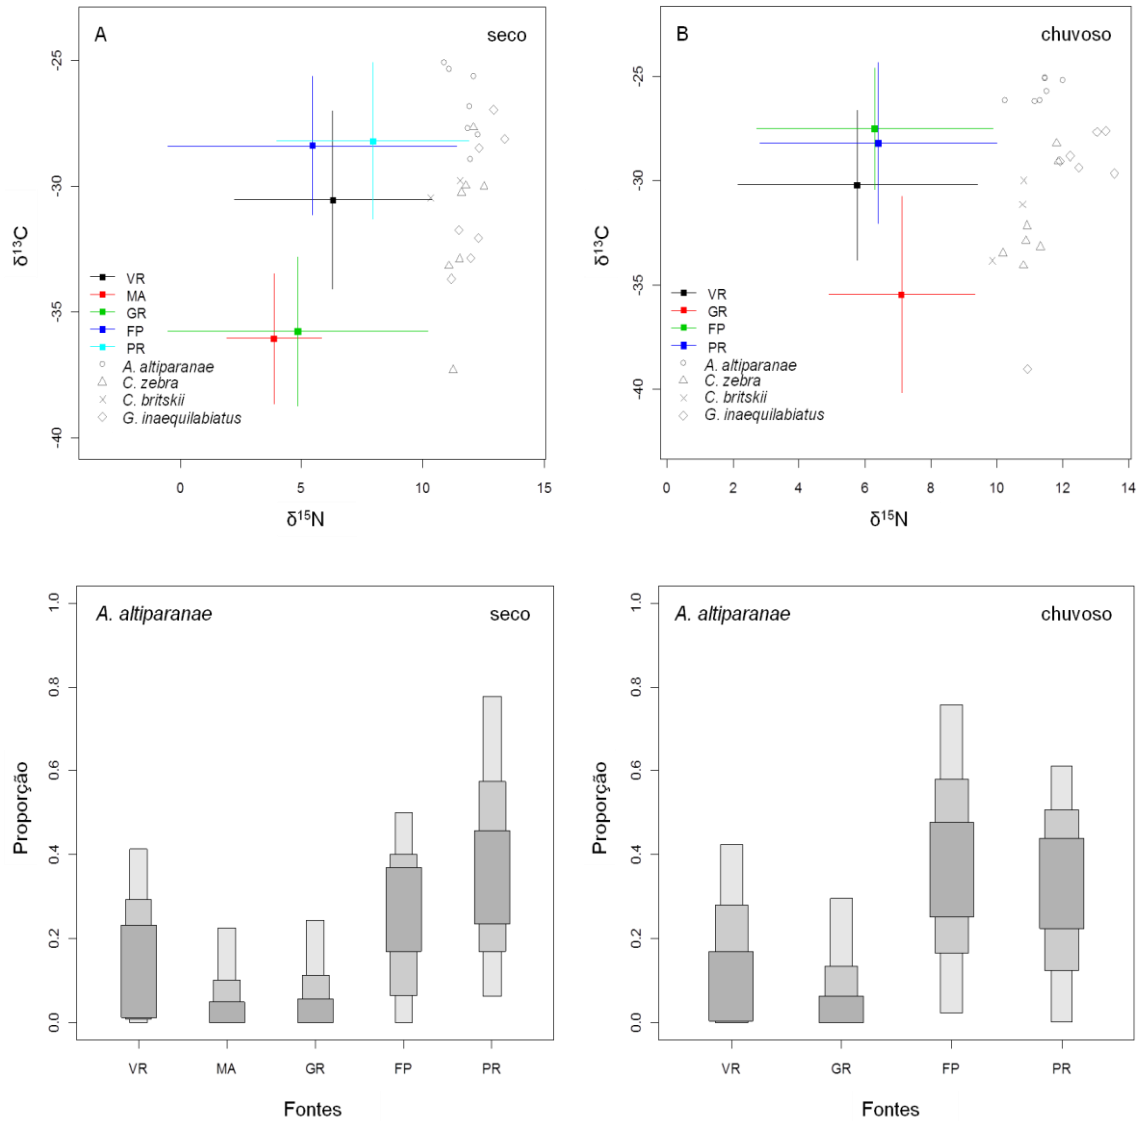 A seco
-25
-30
-35
-40
δ¹³C
VR
MA
GR
FP
PR
A. altiparanae
C. zebra
C. britskii
G. inaequilabiatus
0 5 10 15
δ¹⁵N
B chuvoso
-25
-30
-35
-40
δ¹³C
VR
GR
FP
PR
A. altiparanae
C. zebra
C. britskii
G. inaequilabiatus
0 2 4 6 8 10 12 14
δ¹⁵N
A. altiparanae seco
1.0
0.8
0.6
0.4
0.2
0.0
Proporção
VR MA GR FP PR
Fontes
A. altiparanae chuvoso
1.0
0.8
0.6
0.4
0.2
0.0
Proporção
VR GR FP PR
Fontes